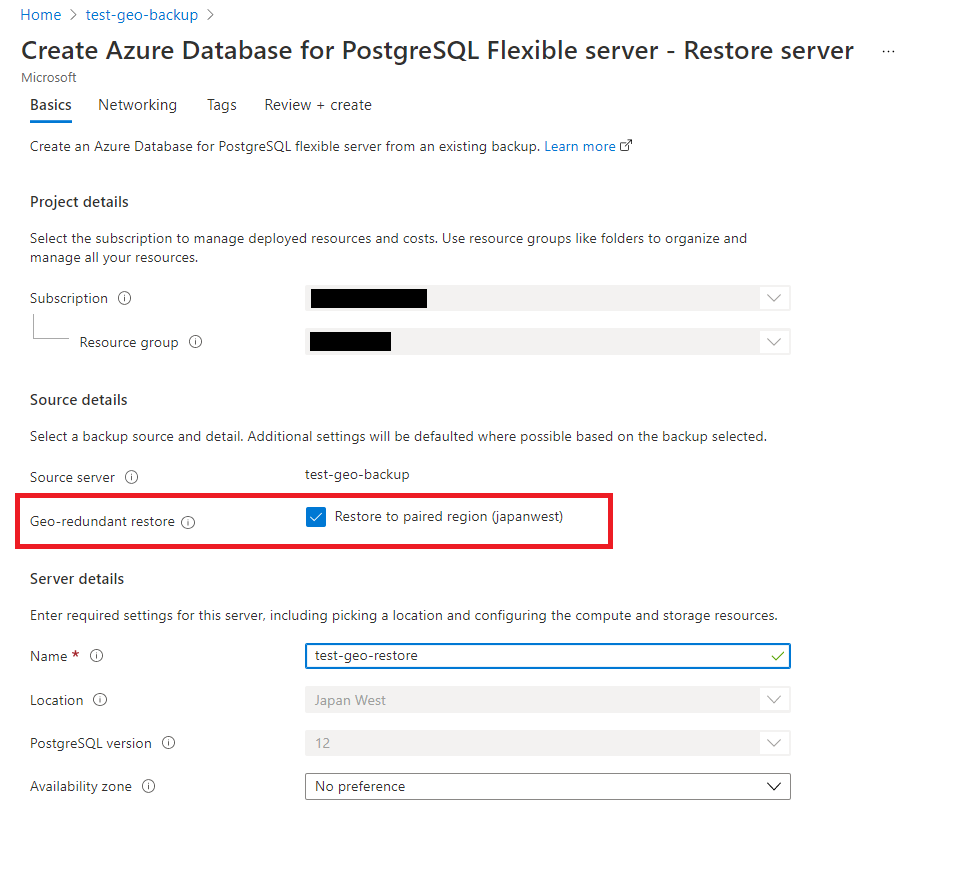 Home > test-geo-backup >
Create Azure Database for PostgreSQL Flexible server - Restore server ...
Microsoft
Basics Networking Tags Review + create
Create an Azure Database for PostgreSQL flexible server from an existing backup. Learn more
Project details
Select the subscription to manage deployed resources and costs. Use resource groups like folders to organize and
manage all your resources.
Subscription
Resource group
Source details
Select a backup source and detail. Additional settings will be defaulted where possible based on the backup selected.
Source server test-geo-backup
Geo-redundant restore Restore to paired region (japanwest)
Server details
Enter required settings for this server, including picking a location and configuring the compute and storage resources.
Name * test-geo-restore
Location Japan West
PostgreSQL version 12
Availability zone No preference